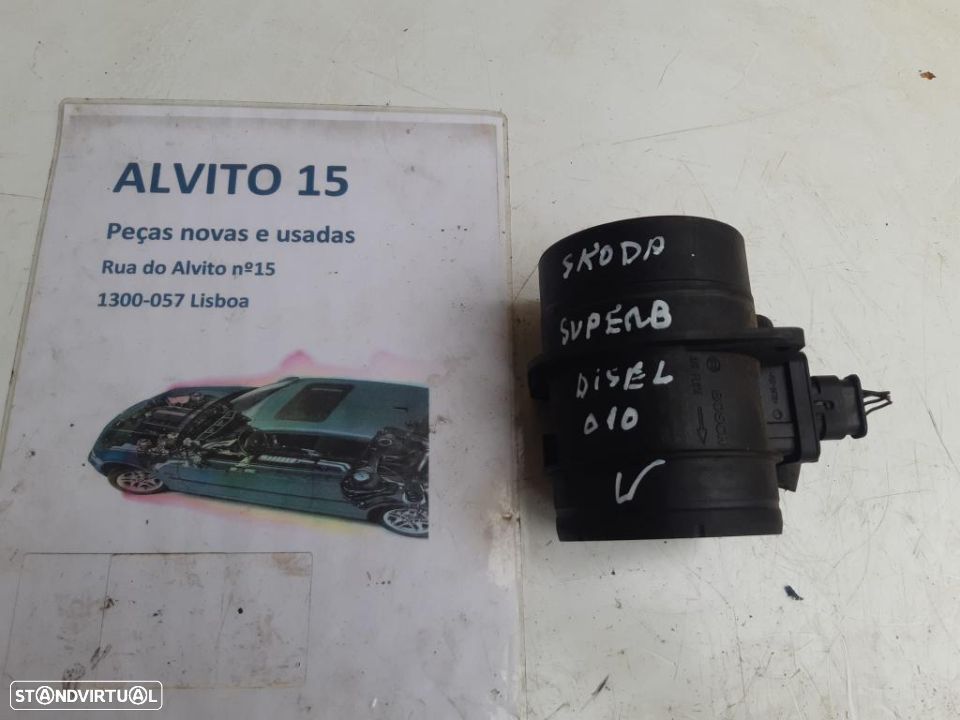 ALVITO 15
Peças novas e usadas
Rua do Alvito nº15
1300-057 Lisboa
SKODA
SUPERB
DISEL
010
BOSCH
STANDVIRTUAL